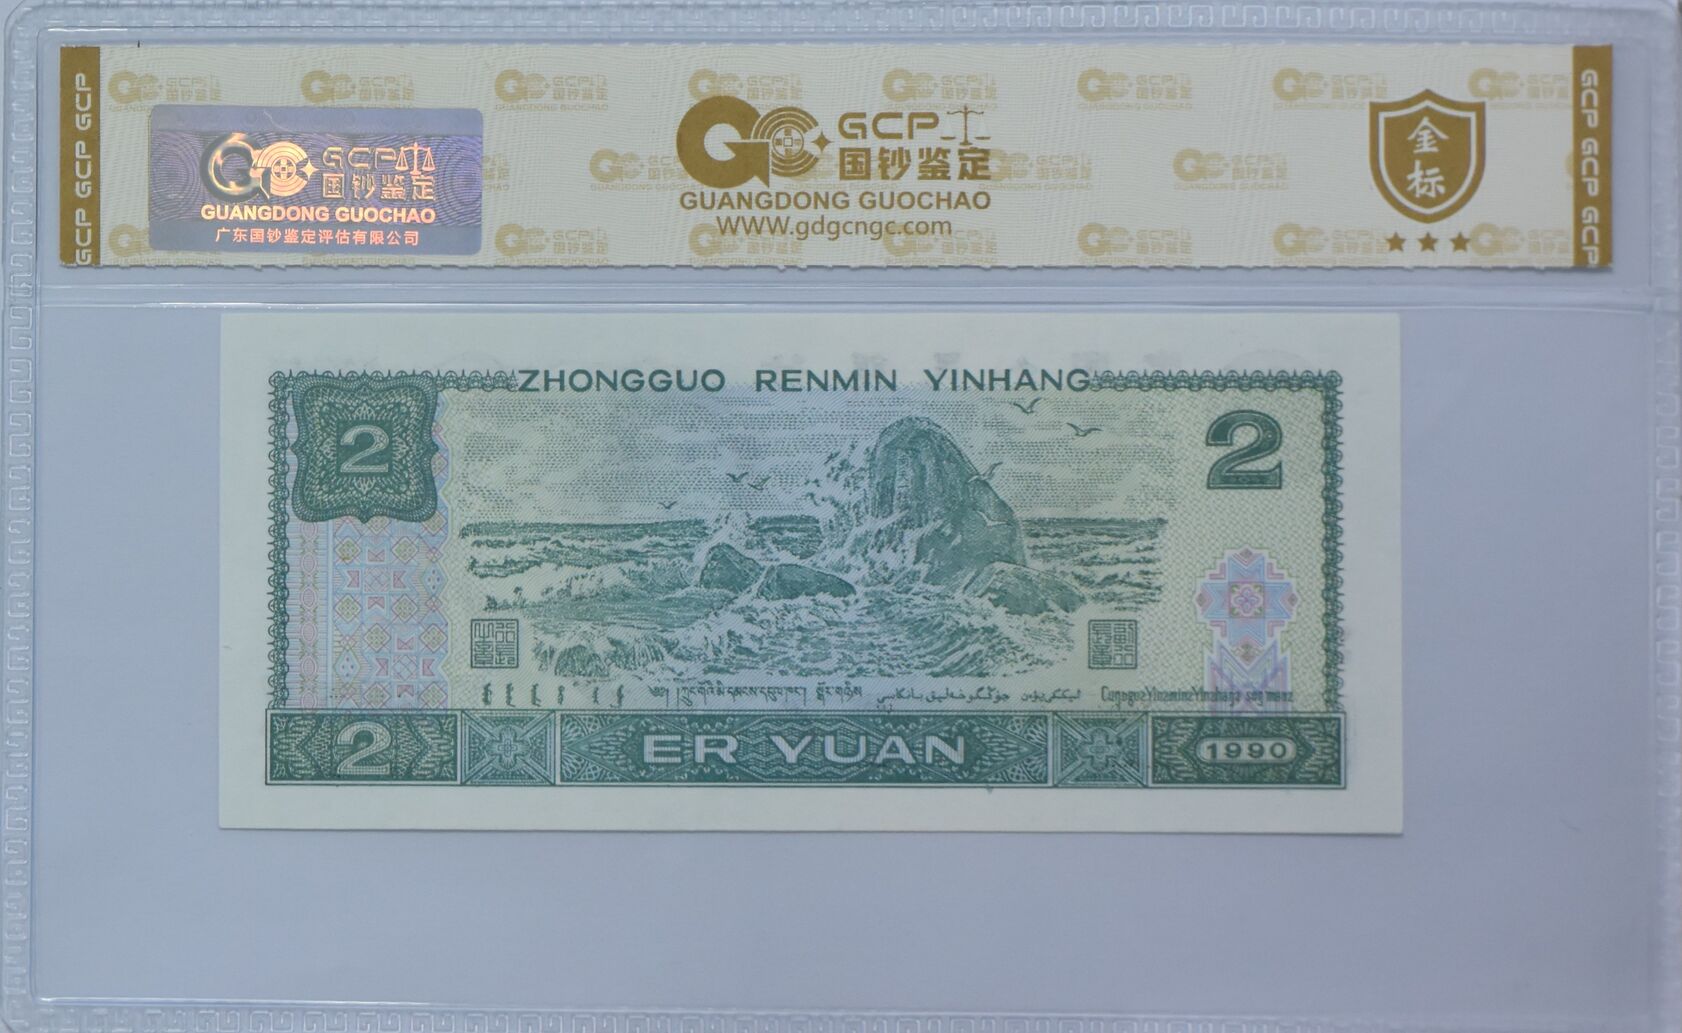 GCP GCP GCP
GCP
国钞鉴定
GUANGDONG GUOCHAO
广东国钞鉴定评估有限公司
GCP
国钞鉴定
GUANGDONG GUOCHAO
WWW.gdgcngc.com
金标
GCP GCP GCP
ZHONGGUO RENMIN YINHANG
2
2
2
ER YUAN
1990